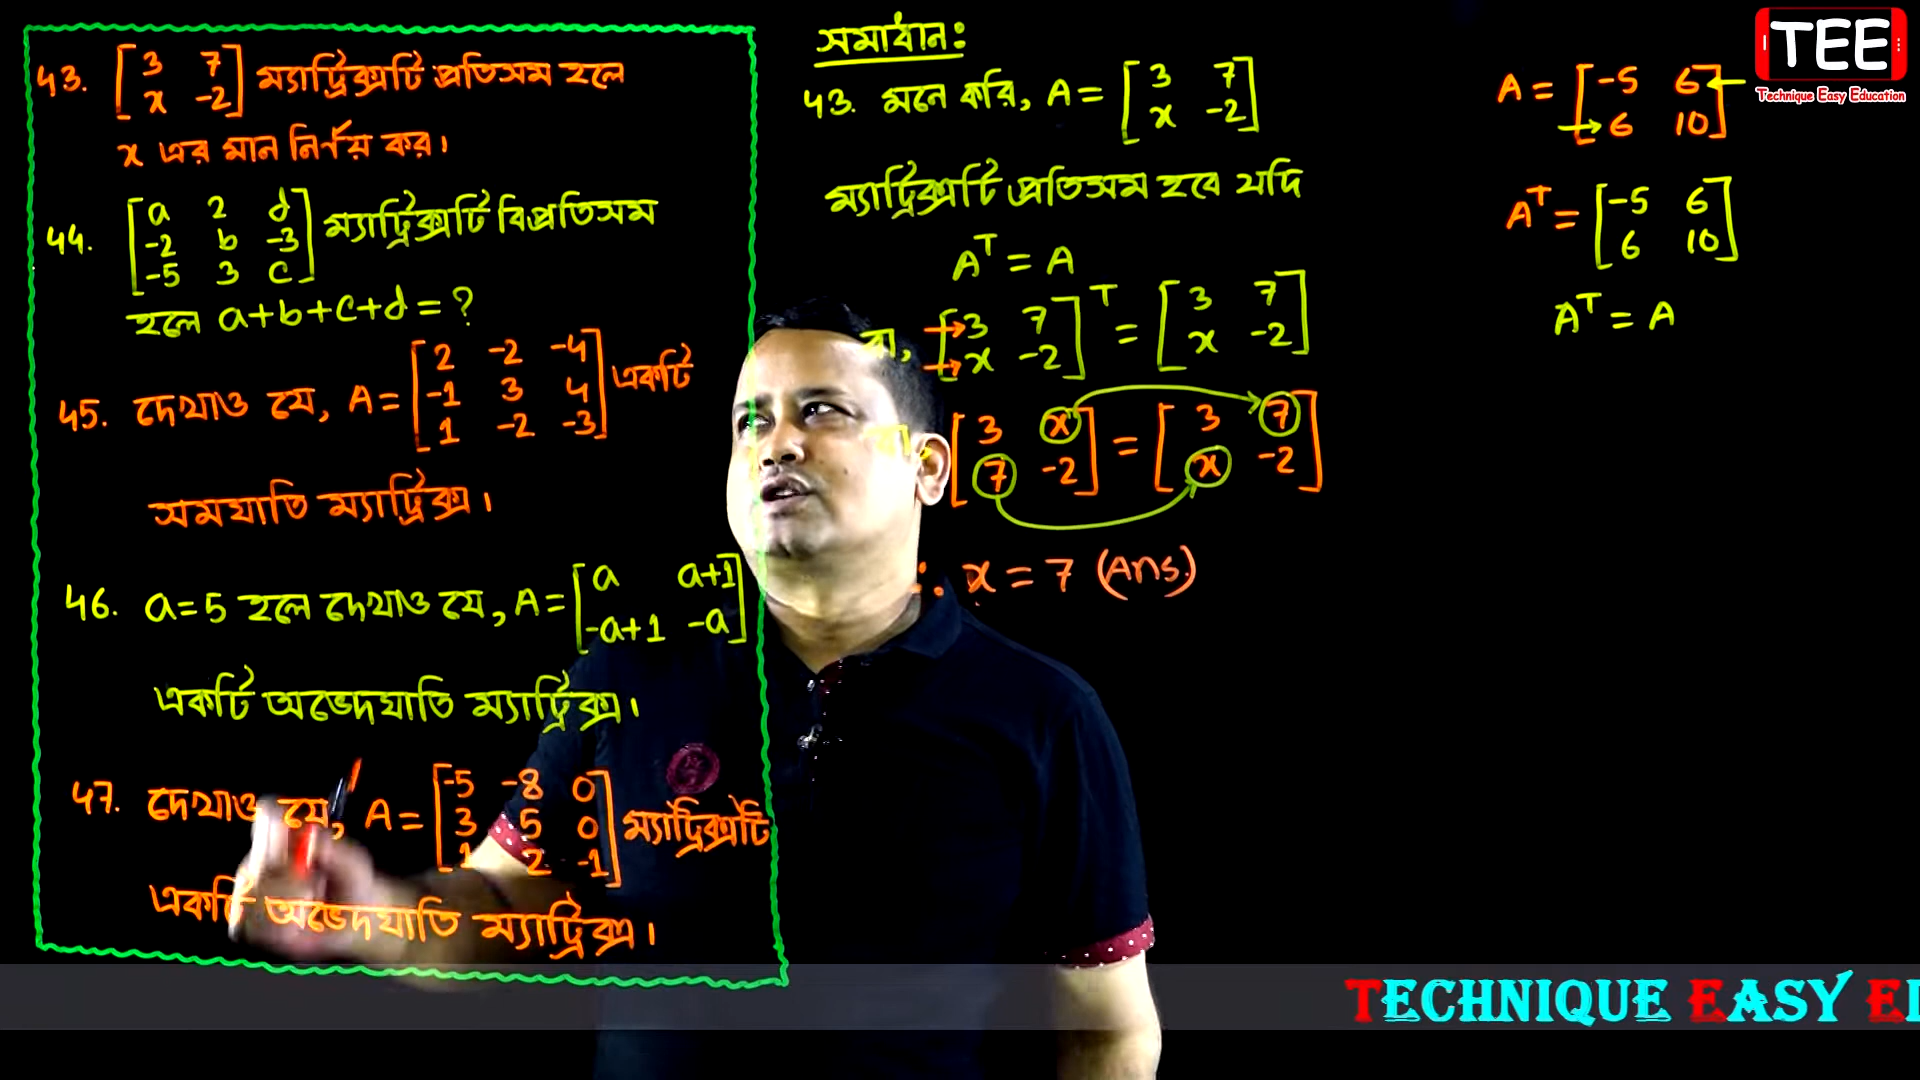 43. [3 7
x -2] ম্যাট্রিক্সটি প্রতিসম হলে
x এর মান নির্ণয় কর।
44. [a 2 d
-2 b -3
-5 3 c] ম্যাট্রিক্সটি বিপ্রতিসম
হলে a+b+c+d = ?
45. দেখাও যে, A = [2 -2 -4
-1 3 4
1 -2 -3] একটি
সমঘাতি ম্যাট্রিক্স।
46. a=5 হলে দেখাও যে, A = [a a+1
-a+1 -a]
একটি অভেদঘাতি ম্যাট্রিক্স।
47. দেখাও যে, A = [-5 -8 0
3 5 0
1 2 -1] ম্যাট্রিক্সটি
একটি অভেদঘাতি ম্যাট্রিক্স।
সমাধান:
43. মনে করি, A = [3 7
x -2]
ম্যাট্রিক্সটি প্রতিসম হবে যদি
Aᵀ = A
বা, [3 7
x -2]ᵀ = [3 7
x -2]
বা, [3 x
7 -2] = [3 7
x -2]
∴ x = 7 (Ans.)
A = [-5 6
6 10]
Aᵀ = [-5 6
6 10]
Aᵀ = A
TEE
Technique Easy Education
TECHNIQUE EASY